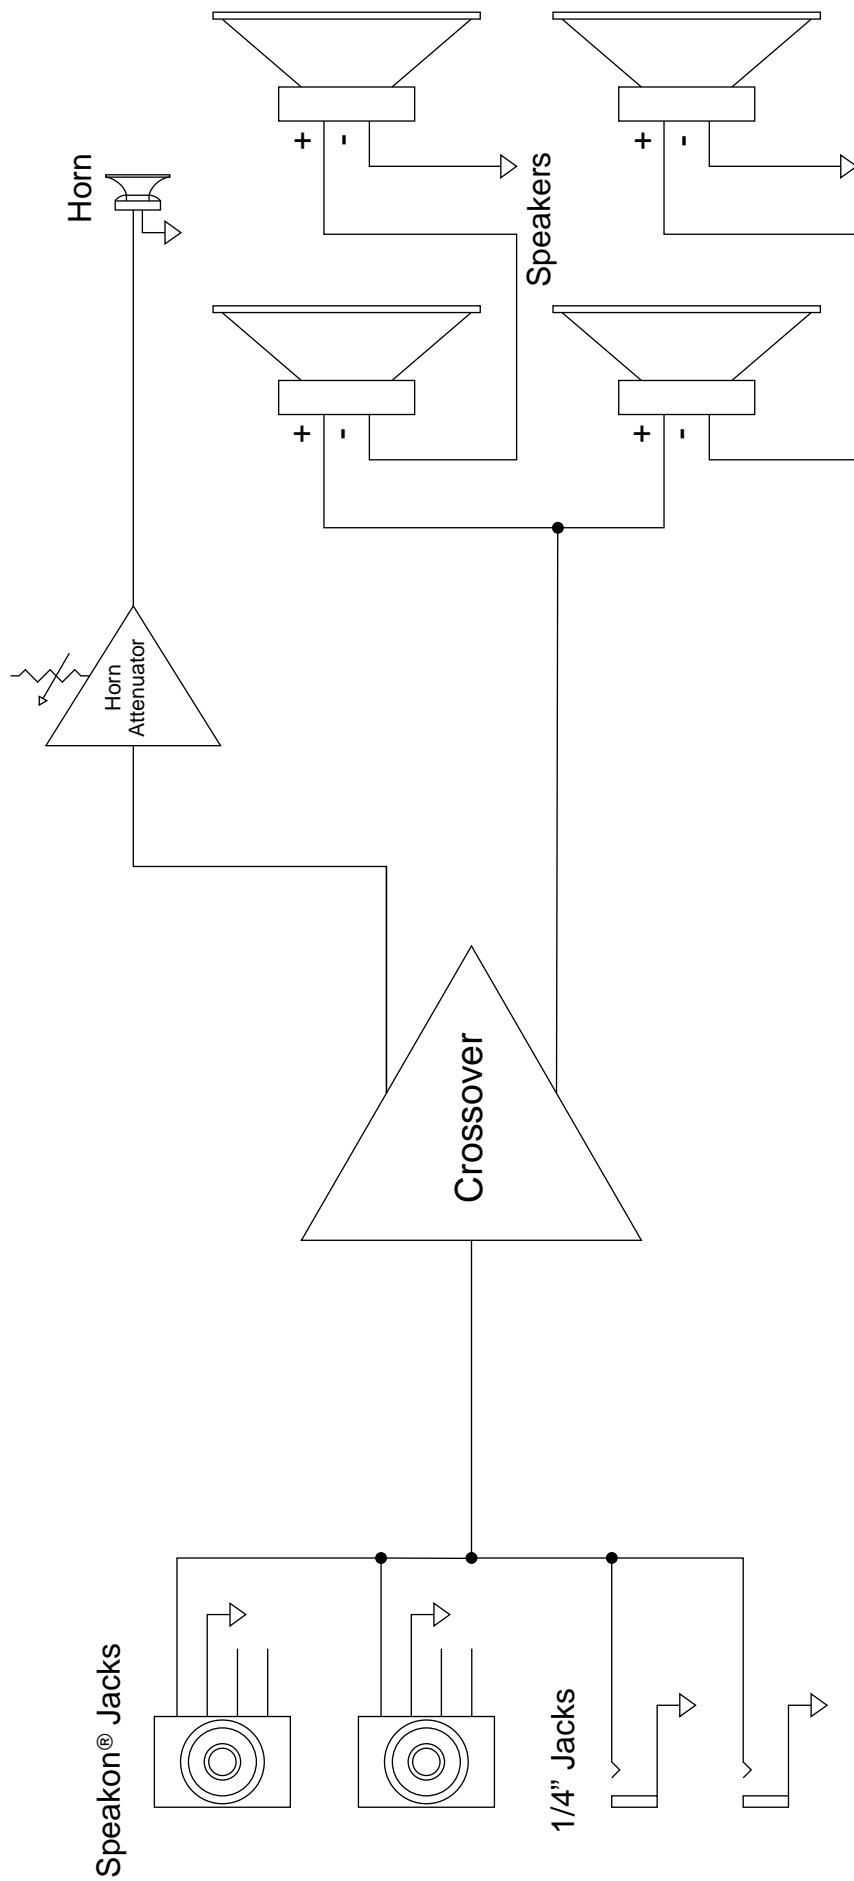 Speakon® Jacks
1/4” Jacks
Crossover
Horn
Attenuator
Horn
Speakers
+ -
+ -
+ -
+ -